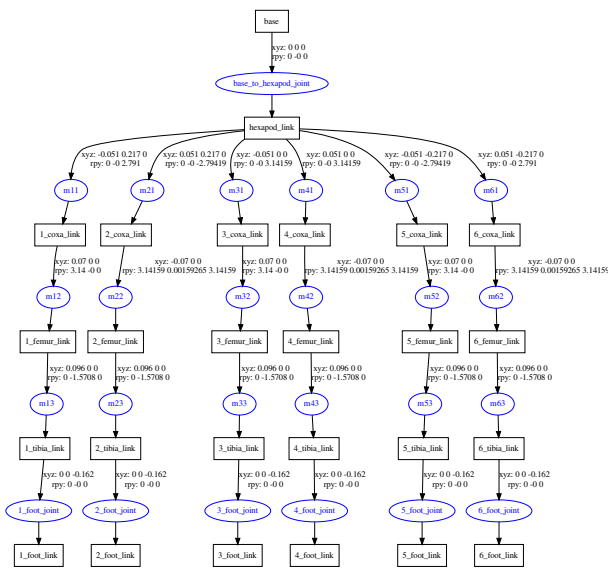 base
xyz: 0 0 0
rpy: 0 -0 0
base_to_hexapod_joint
hexapod_link
xyz: -0.051 0.217 0
rpy: 0 -0 2.791
xyz: 0.051 0.217 0
rpy: 0 -0 -2.79419
xyz: -0.051 0 0
rpy: 0 -0 3.14159
xyz: 0.051 0 0
rpy: 0 -0 3.14159
xyz: -0.051 -0.217 0
rpy: 0 -0 -2.79419
xyz: 0.051 -0.217 0
rpy: 0 -0 2.791
m11
m21
m31
m41
m51
m61
1_coxa_link
2_coxa_link
3_coxa_link
4_coxa_link
5_coxa_link
6_coxa_link
xyz: 0.07 0 0
rpy: 3.14 -0 0
xyz: -0.07 0 0
rpy: 3.14159 0.00159265 3.14159
xyz: 0.07 0 0
rpy: 3.14 -0 0
xyz: -0.07 0 0
rpy: 3.14159 0.00159265 3.14159
xyz: 0.07 0 0
rpy: 3.14 -0 0
xyz: -0.07 0 0
rpy: 3.14159 0.00159265 3.14159
m12
m22
m32
m42
m52
m62
1_femur_link
2_femur_link
3_femur_link
4_femur_link
5_femur_link
6_femur_link
xyz: 0.096 0 0
rpy: 0 -1.5708 0
xyz: 0.096 0 0
rpy: 0 -1.5708 0
xyz: 0.096 0 0
rpy: 0 -1.5708 0
xyz: 0.096 0 0
rpy: 0 -1.5708 0
xyz: 0.096 0 0
rpy: 0 -1.5708 0
xyz: 0.096 0 0
rpy: 0 -1.5708 0
m13
m23
m33
m43
m53
m63
1_tibia_link
2_tibia_link
3_tibia_link
4_tibia_link
5_tibia_link
6_tibia_link
xyz: 0 0 -0.162
rpy: 0 -0 0
xyz: 0 0 -0.162
rpy: 0 -0 0
xyz: 0 0 -0.162
rpy: 0 -0 0
xyz: 0 0 -0.162
rpy: 0 -0 0
xyz: 0 0 -0.162
rpy: 0 -0 0
xyz: 0 0 -0.162
rpy: 0 -0 0
1_foot_joint
2_foot_joint
3_foot_joint
4_foot_joint
5_foot_joint
6_foot_joint
1_foot_link
2_foot_link
3_foot_link
4_foot_link
5_foot_link
6_foot_link